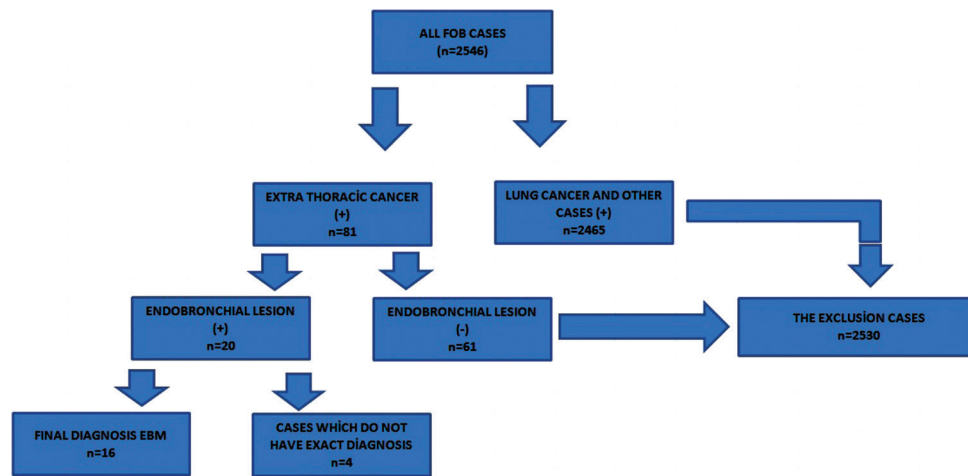 ALL FOB CASES
(n=2546)
EXTRA THORACİC CANCER
(+)
n=81
LUNG CANCER AND OTHER
CASES (+)
n=2465
ENDOBRONCHIAL LESION
(+)
n=20
ENDOBRONCHIAL LESION
(-)
n=61
THE EXCLUSİON CASES
n=2530
FINAL DIAGNOSIS EBM
n=16
CASES WHİCH DO NOT
HAVE EXACT DİAGNOSIS
n=4